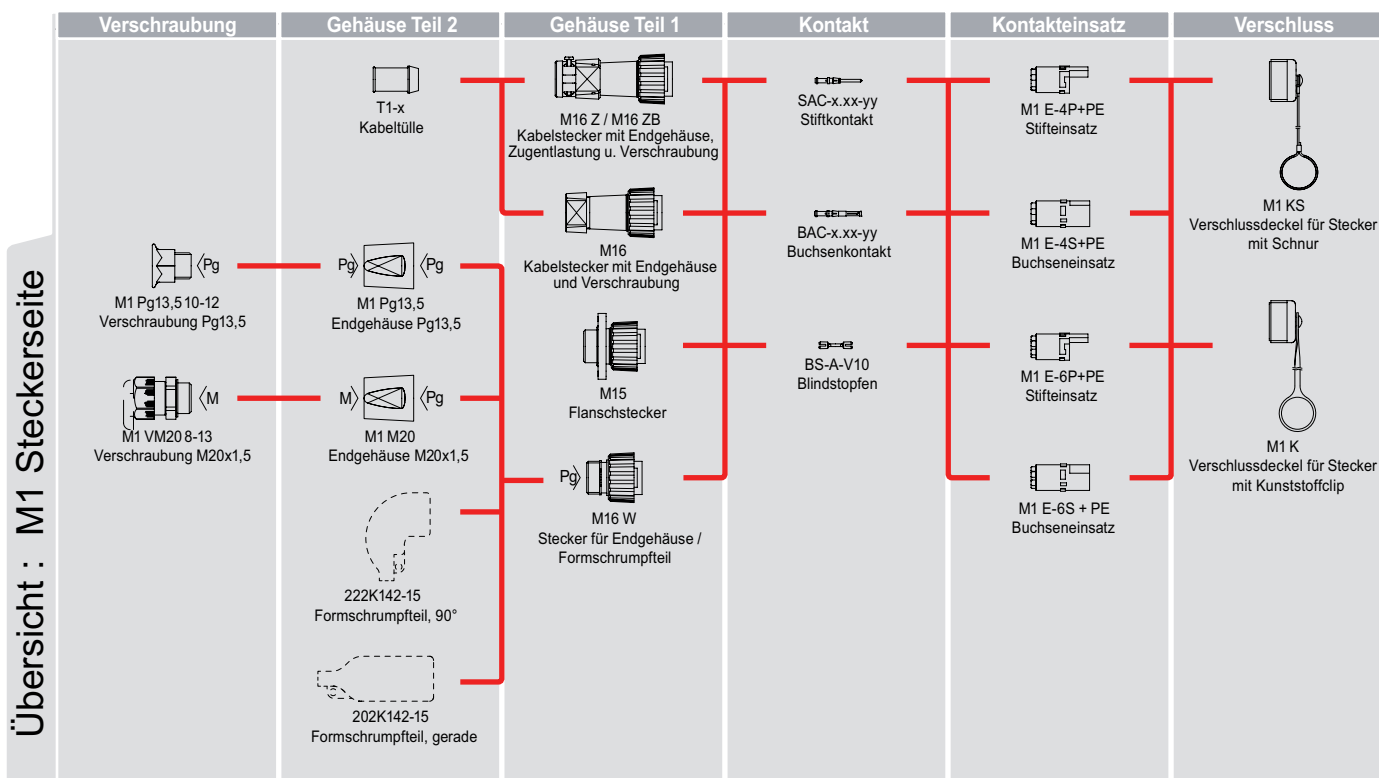 Übersicht : M1 Steckerseite
Verschraubung
Gehäuse Teil 2
Gehäuse Teil 1
Kontakt
Kontakteinsatz
Verschluss
<Pg
M1 Pg13,5 10-12
Verschraubung Pg13,5
<M
M1 VM20 8-13
Verschraubung M20x1,5
T1-x
Kabeltülle
Pg> <Pg
M1 Pg13,5
Endgehäuse Pg13,5
M> <Pg
M1 M20
Endgehäuse M20x1,5
222K142-15
Formschrumpfteil, 90°
202K142-15
Formschrumpfteil, gerade
M16 Z / M16 ZB
Kabelstecker mit Endgehäuse,
Zugentlastung u. Verschraubung
M16
Kabelstecker mit Endgehäuse
und Verschraubung
M15
Flanschstecker
Pg>
M16 W
Stecker für Endgehäuse /
Formschrumpfteil
SAC-x.xx-yy
Stiftkontakt
BAC-x.xx-yy
Buchsenkontakt
BS-A-V10
Blindstopfen
M1 E-4P+PE
Stifteinsatz
M1 E-4S+PE
Buchseneinsatz
M1 E-6P+PE
Stifteinsatz
M1 E-6S + PE
Buchseneinsatz
M1 KS
Verschlussdeckel für Stecker
mit Schnur
M1 K
Verschlussdeckel für Stecker
mit Kunststoffclip